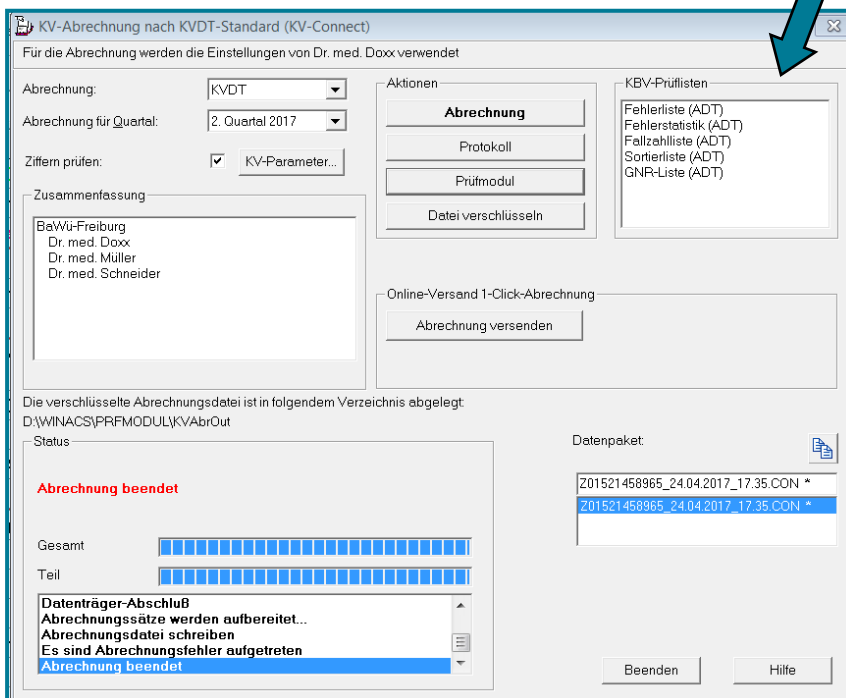 KV-Abrechnung nach KVDT-Standard (KV-Connect)
Für die Abrechnung werden die Einstellungen von Dr. med. Doxx verwendet
Abrechnung:
KVDT
Abrechnung für Quartal:
2. Quartal 2017
Ziffern prüfen:
KV-Parameter...
Zusammenfassung
BaWü-Freiburg
Dr. med. Doxx
Dr. med. Müller
Dr. med. Schneider
Aktionen
Abrechnung
Protokoll
Prüfmodul
Datei verschlüsseln
KBV-Prüflisten
Fehlerliste (ADT)
Fehlerstatistik (ADT)
Fallzahlliste (ADT)
Sortierliste (ADT)
GNR-Liste (ADT)
Online-Versand 1-Click-Abrechnung
Abrechnung versenden
Die verschlüsselte Abrechnungsdatei ist in folgendem Verzeichnis abgelegt:
D:\WINACS\PRFMODUL\KVAbrOut
Status
Abrechnung beendet
Gesamt
Teil
Datenträger-Abschluß
Abrechnungssätze werden aufbereitet...
Abrechnungsdatei schreiben
Es sind Abrechnungsfehler aufgetreten
Abrechnung beendet
Datenpaket:
Z01521458965_24.04.2017_17.35.CON *
Z01521458965_24.04.2017_17.35.CON *
Beenden
Hilfe